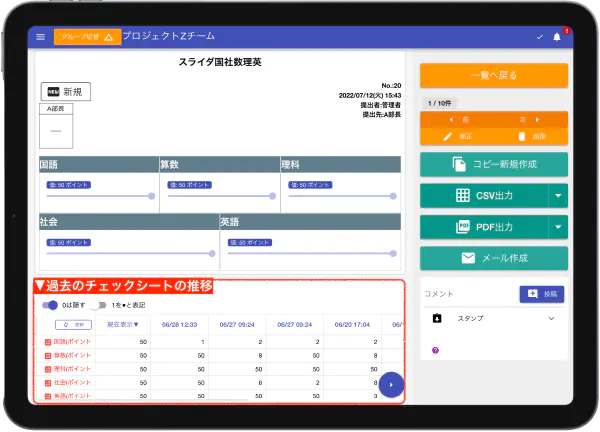 グループ切替
プロジェクトZチーム
8
スライダ国社数理英
NEW 新規
A部長
—
No.:20
2022/07/12(火) 15:43
提出者:管理者
提出先:A部長
国語
算数
理科
値: 50 ポイント
値: 50 ポイント
値: 50 ポイント
社会
英語
値: 50 ポイント
値: 50 ポイント
▼過去のチェックシートの推移
0は隠す
1を●と表記
現在表示▼ 06/28 12:33 06/27 09:24 06/27 09:24 06/20 17:04 06/1
国語(ポイント 50 1 2 2 2
算数(ポイント 50 50 8 50 8
理科(ポイント 50 50 50 50 50
社会(ポイント 50 50 6 2 8
英語(ポイント 50 50 50 50 3
一覧へ戻る
1 / 10件
前
次
修正
削除
コピー新規作成
CSV出力
PDF PDF出力
メール作成
コメント
投稿
スタンプ